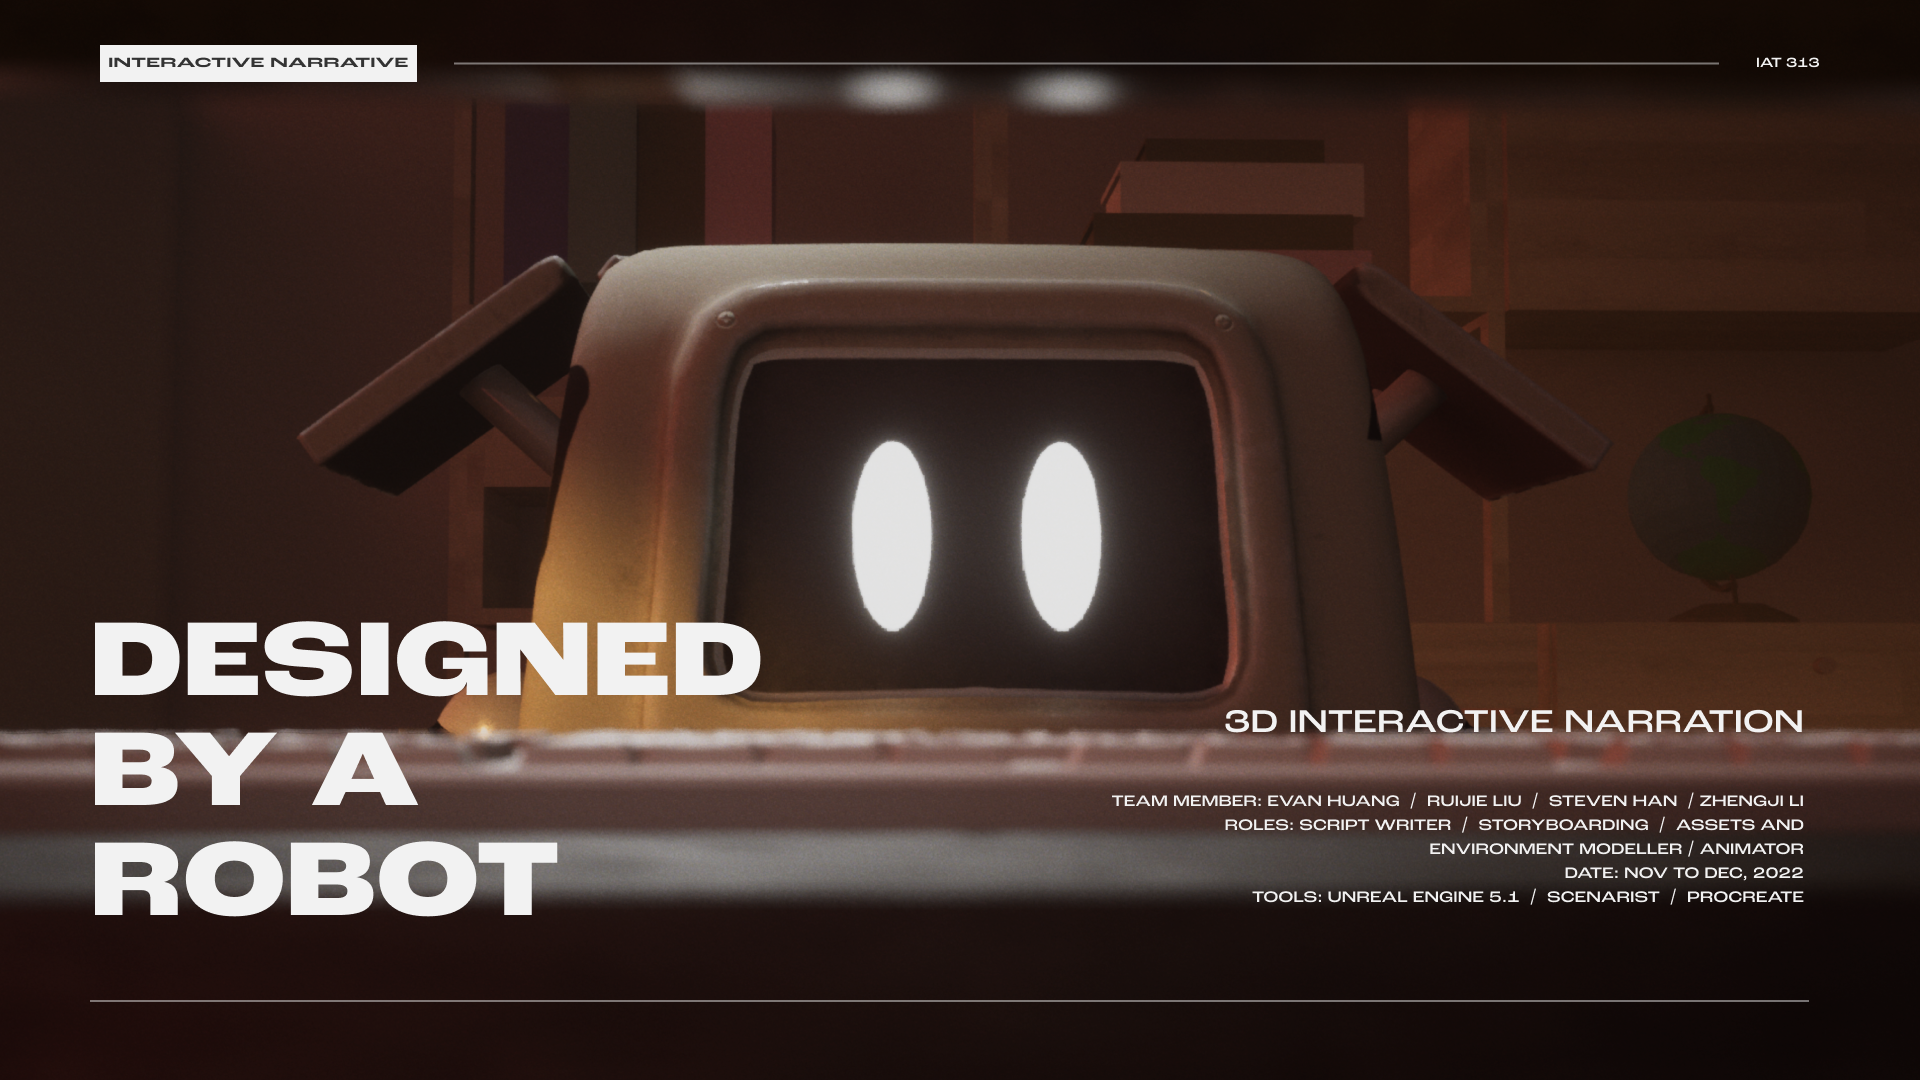 INTERACTIVE NARRATIVE
IAT 313
DESIGNED
BY A
ROBOT
3D INTERACTIVE NARRATION
TEAM MEMBER: EVAN HUANG / RUIJIE LIU / STEVEN HAN / ZHENGJI LI
ROLES: SCRIPT WRITER / STORYBOARDING / ASSETS AND
ENVIRONMENT MODELLER / ANIMATOR
DATE: NOV TO DEC, 2022
TOOLS: UNREAL ENGINE 5.1 / SCENARIST / PROCREATE